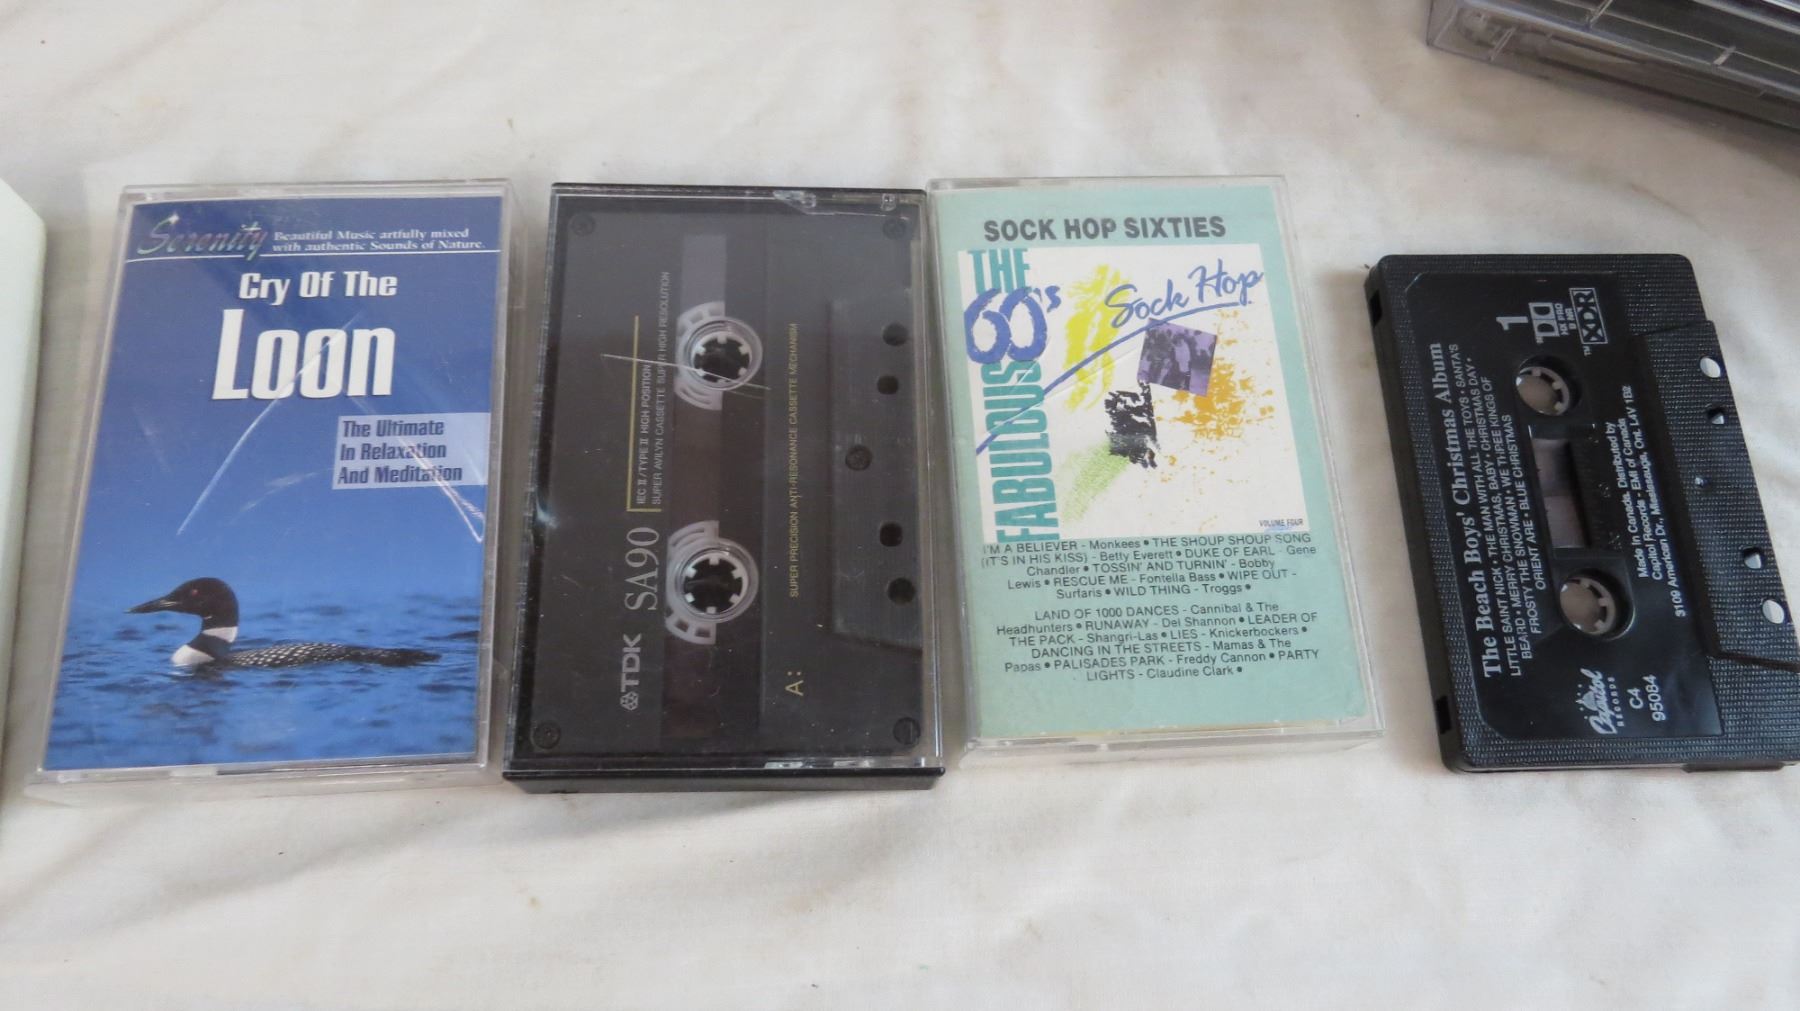 Serenity
Beautiful Music artfully mixed
with authentic Sounds of Nature.
Cry Of The
Loon
The Ultimate
In Relaxation
And Meditation
TDK SA90
IEC II/TYPE II HIGH POSITION
SUPER AVILYN CASSETTE SUPER HIGH RESOLUTION
A:
SUPER PRECISION ANTI-RESONANCE CASSETTE MECHANISM
SOCK HOP SIXTIES
THE
60's
FABULOUS
Sock Hop
VOLUME FOUR
I'M A BELIEVER - Monkees • THE SHOUP SHOUP SONG
(IT'S IN HIS KISS) - Betty Everett • DUKE OF EARL - Gene
Chandler • TOSSIN' AND TURNIN' - Bobby
Lewis • RESCUE ME - Fontella Bass • WIPE OUT -
Surfaris • WILD THING - Troggs •
LAND OF 1000 DANCES - Cannibal & The
Headhunters • RUNAWAY - Del Shannon • LEADER OF
THE PACK - Shangri-Las • LIES - Knickerbockers •
DANCING IN THE STREETS - Mamas & The
Papas • PALISADES PARK - Freddy Cannon • PARTY
LIGHTS - Claudine Clark •
The Beach Boys' Christmas Album
LITTLE SAINT NICK • THE MAN WITH ALL THE TOYS • SANTA'S
BEARD • MERRY CHRISTMAS, BABY • CHRISTMAS DAY •
FROSTY THE SNOWMAN • WE THREE KINGS OF
ORIENT ARE • BLUE CHRISTMAS
1
HX PRO
B NR
XDR
TM
Capitol
RECORDS
C4
95084
Made in Canada. Distributed by
Capitol Records - EMI of Canada
3109 American Dr., Mississauga, Ont. L4V 1B2